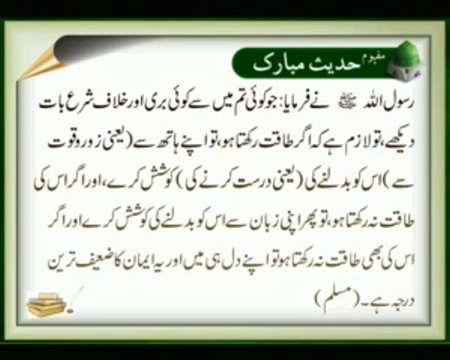 مفہوم حدیث مبارک
رسول اللہ ﷺ نے فرمایا: جو کوئی تم میں سے کوئی بری اور خلاف شرع بات
دیکھے، تو لازم ہے کہ اگر طاقت رکھتا ہو، تو اپنے ہاتھ سے (یعنی زور و قوت
سے) اس کو بدلنے کی (یعنی درست کرنے کی) کوشش کرے، اور اگر اس کی
طاقت نہ رکھتا ہو، تو پھر اپنی زبان سے اس کو بدلنے کی کوشش کرے اور اگر
اس کی بھی طاقت نہ رکھتا ہو تو اپنے دل ہی میں اور یہ ایمان کا ضعیف ترین
درجہ ہے۔ (مسلم)